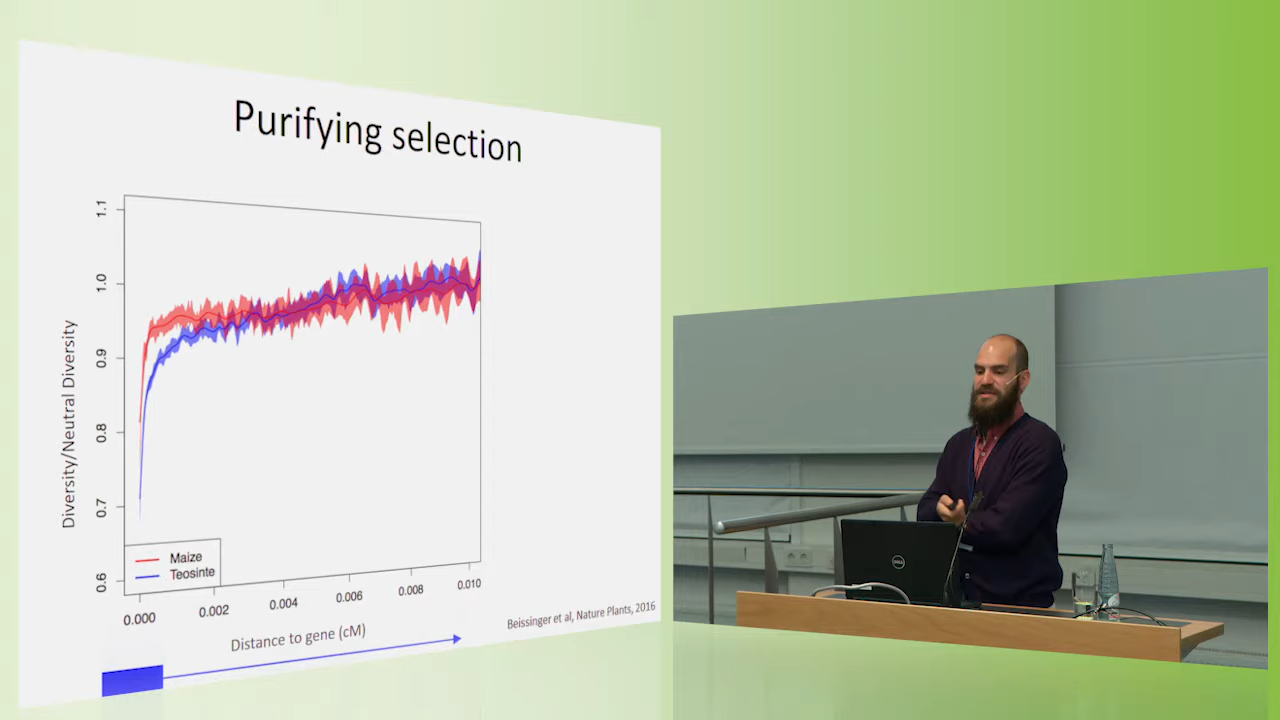 Purifying selection
Diversity/Neutral Diversity
1.1
1.0
0.9
0.8
0.7
0.6
Maize
Teosinte
0.000
0.002
0.004
0.006
0.008
0.010
Distance to gene (cM)
Beissinger et al, Nature Plants, 2016
DELL